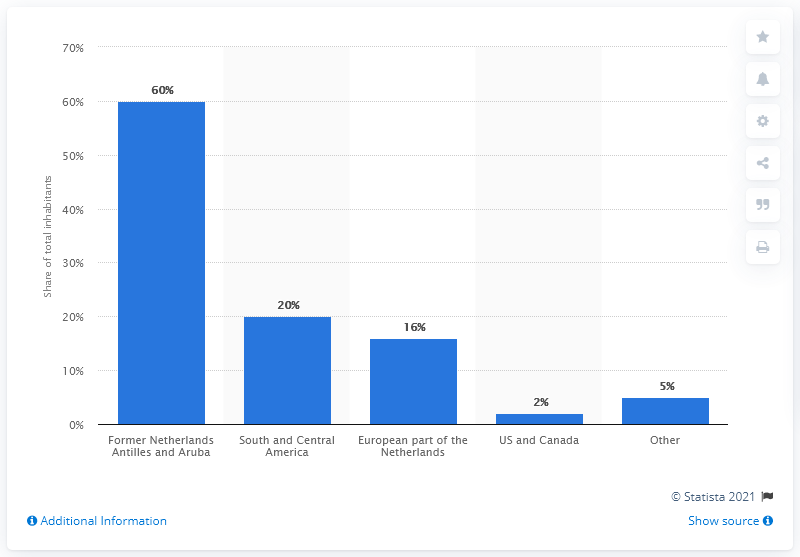 70%
60%
50%
40%
30%
20%
10%
0%
Share of total inhabitants
60%
20%
16%
2%
5%
Former Netherlands
Antilles and Aruba
South and Central
America
European part of the
Netherlands
US and Canada
Other
© Statista 2021
Additional Information
Show source